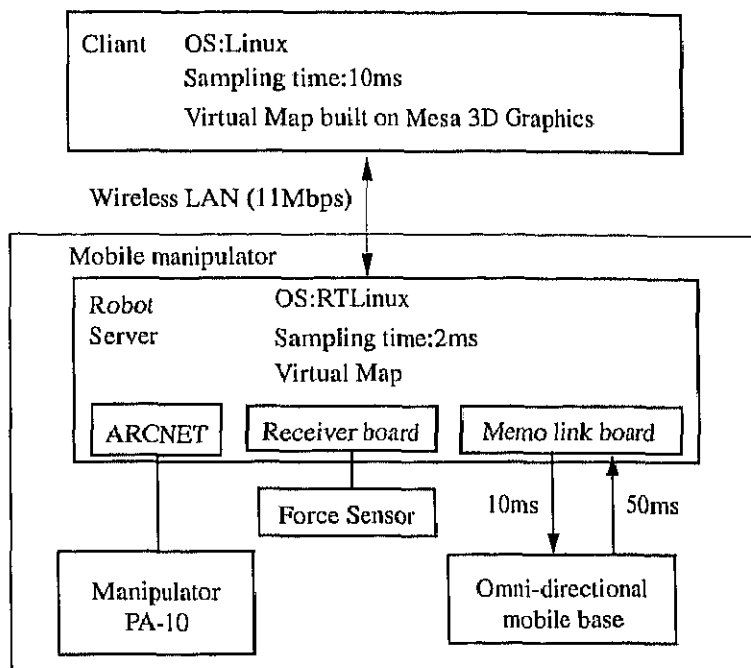 Cliant OS:Linux
Sampling time:10ms
Virtual Map built on Mesa 3D Graphics
Wireless LAN (11Mbps)
Mobile manipulator
Robot Server
OS:RTLinux
Sampling time:2ms
Virtual Map
ARCNET
Receiver board
Memo link board
Force Sensor
10ms
50ms
Manipulator
PA-10
Omni-directional
mobile base